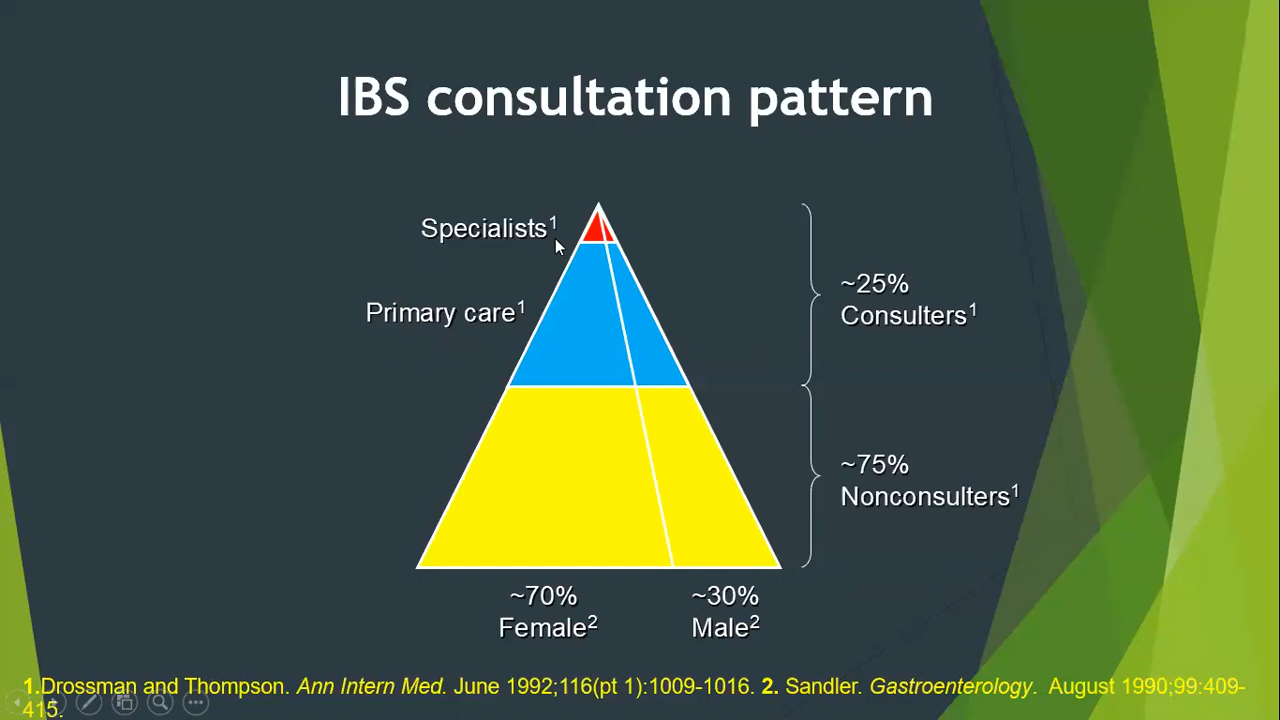 IBS consultation pattern
Specialists¹
Primary care¹
~25%
Consulters¹
~75%
Nonconsulters¹
~70%
Female²
~30%
Male²
1.Drossman and Thompson. Ann Intern Med. June 1992;116(pt 1):1009-1016. 2. Sandler. Gastroenterology. August 1990;99:409-
415.